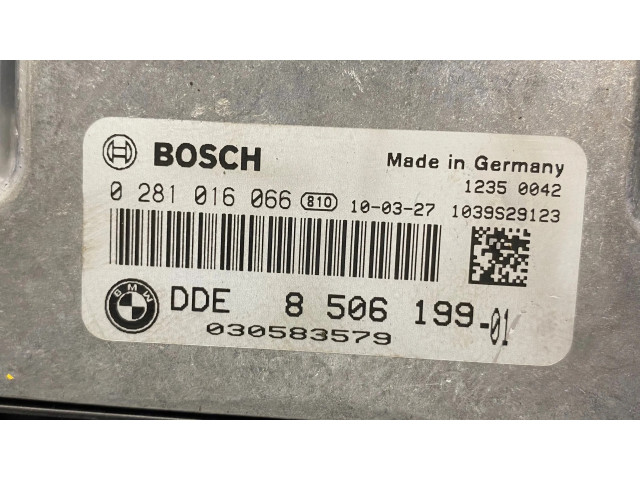 BOSCH Made in Germany
1235 0042
0 281 016 066 810 10-03-27 1039S29123
BMW DDE 8 506 199-01
030583579